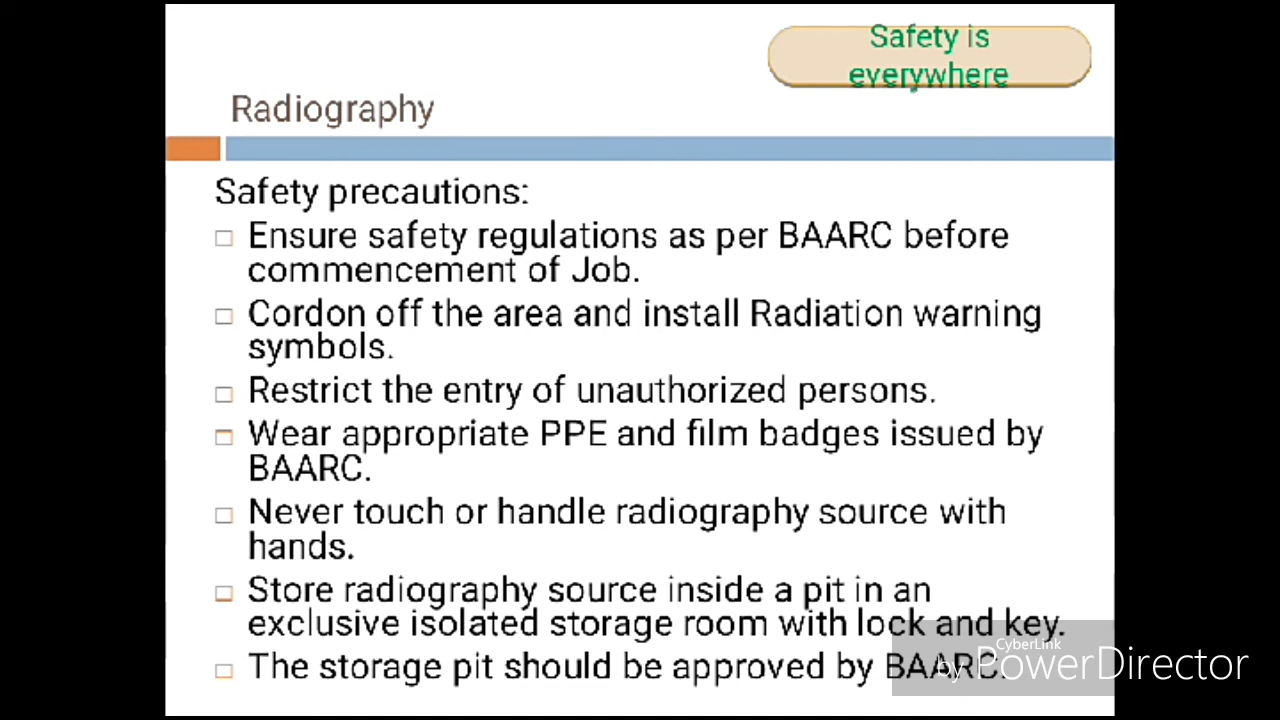 Safety is
everywhere
Radiography
Safety precautions:
Ensure safety regulations as per BAARC before
commencement of Job.
Cordon off the area and install Radiation warning
symbols.
Restrict the entry of unauthorized persons.
Wear appropriate PPE and film badges issued by
BAARC.
Never touch or handle radiography source with
hands.
Store radiography source inside a pit in an
exclusive isolated storage room with lock and key.
The storage pit should be approved by BAARC.
CyberLink
by PowerDirector